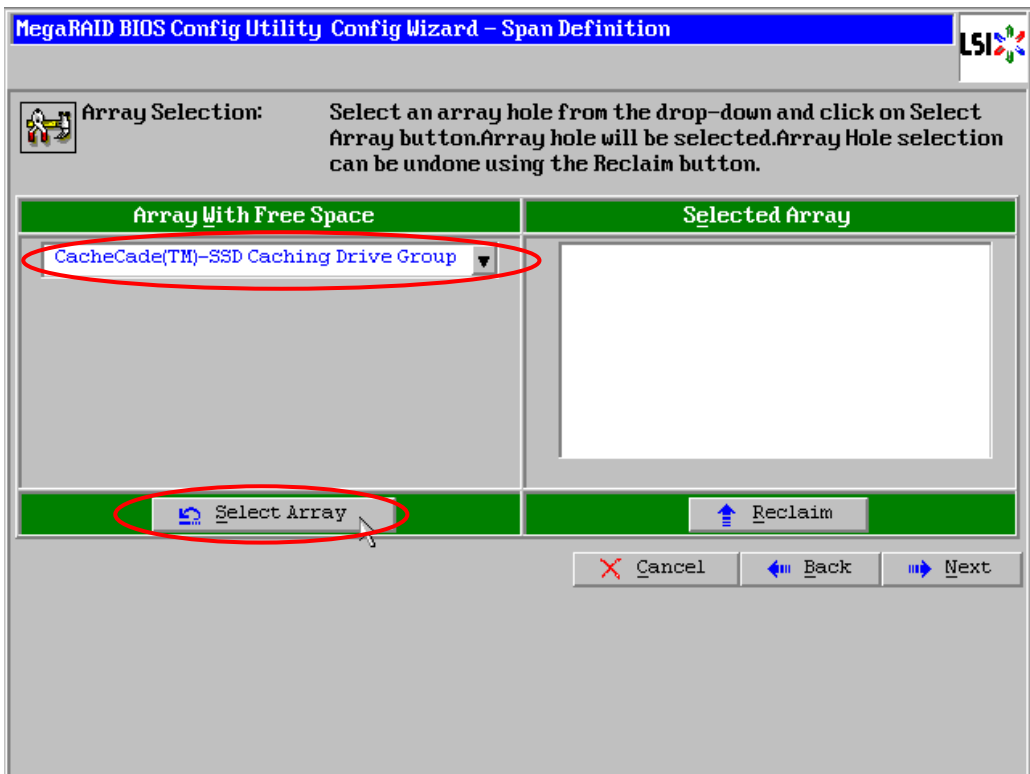 MegaRAID BIOS Config Utility Config Wizard – Span Definition
LSI
Array Selection:
Select an array hole from the drop-down and click on Select
Array button.Array hole will be selected.Array Hole selection
can be undone using the Reclaim button.
Array With Free Space
Selected Array
CacheCade(TM)-SSD Caching Drive Group
Select Array
Reclaim
Cancel
Back
Next